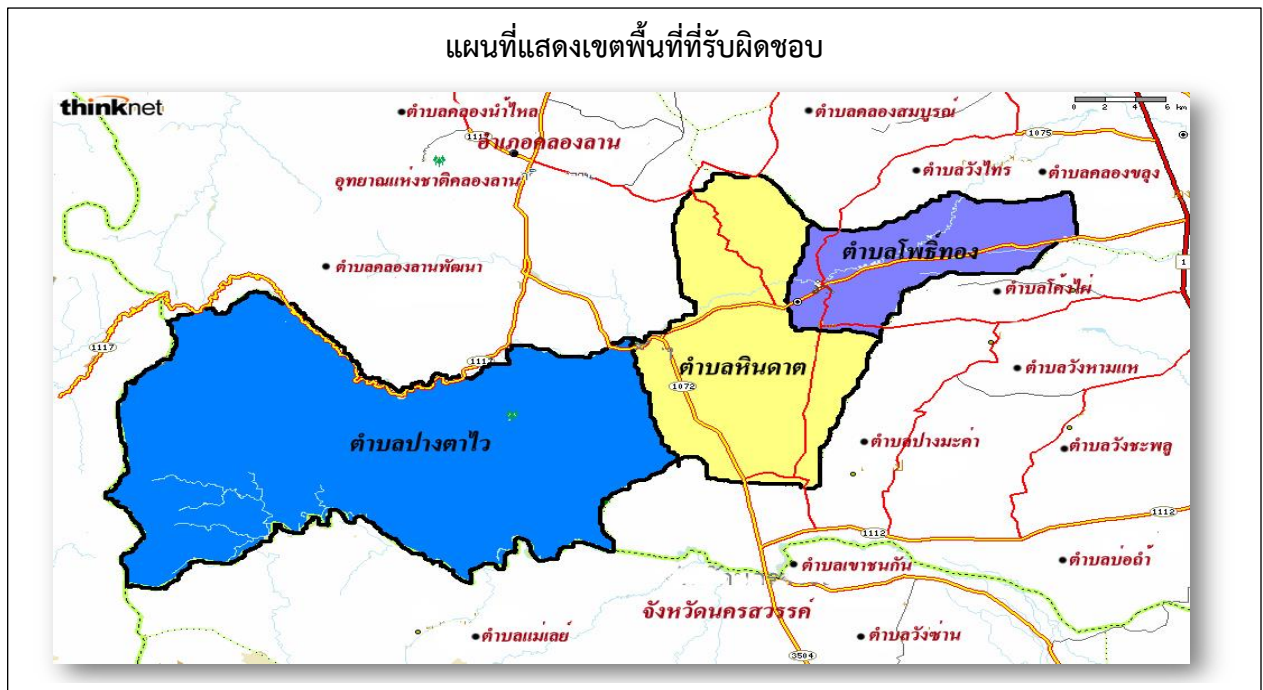 แผนที่แสดงเขตพื้นที่ที่รับผิดชอบ
thinknet
0 2 4 6 km
ตำบลคลองน้ำไหล
ตำบลคลองสมบูรณ์
1117
อำเภอคลองลาน
1075
อุทยานแห่งชาติคลองลาน
ตำบลวังไทร
ตำบลคลองขลุง
ตำบลโพธิ์ทอง
ตำบลคลองลานพัฒนา
1
ตำบลโค้งไผ่
1117
1117
ตำบลหินดาต
ตำบลวังหามแห
1072
ตำบลปางตาไว
ตำบลปางมะค่า
ตำบลวังชะพลู
1112
1112
ตำบลเขาชนกัน
ตำบลบ่อถ้ำ
จังหวัดนครสวรรค์
ตำบลแม่เลย์
ตำบลวังซ่าน
3504